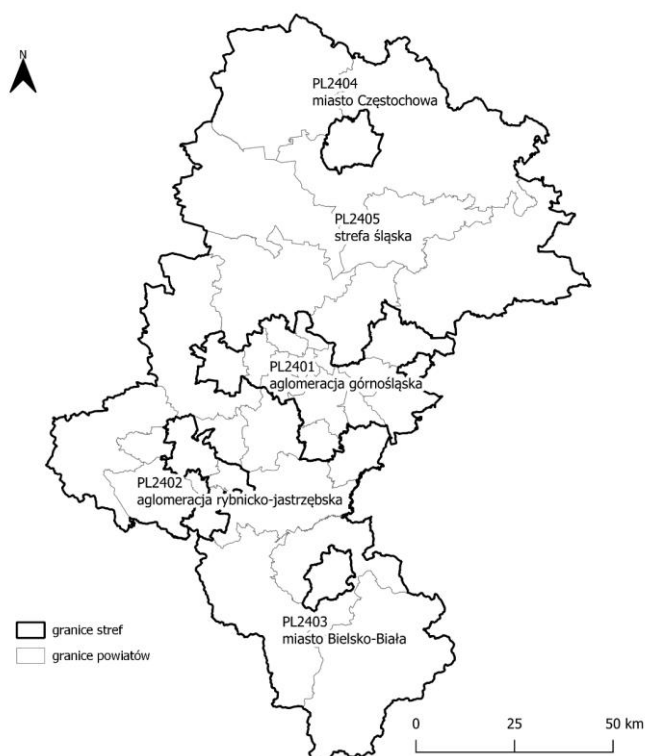 N
PL2404
miasto Częstochowa
PL2405
strefa śląska
PL2401
aglomeracja górnośląska
PL2402
aglomeracja rybnicko-jastrzębska
PL2403
miasto Bielsko-Biała
granice stref
granice powiatów
0 25 50 km